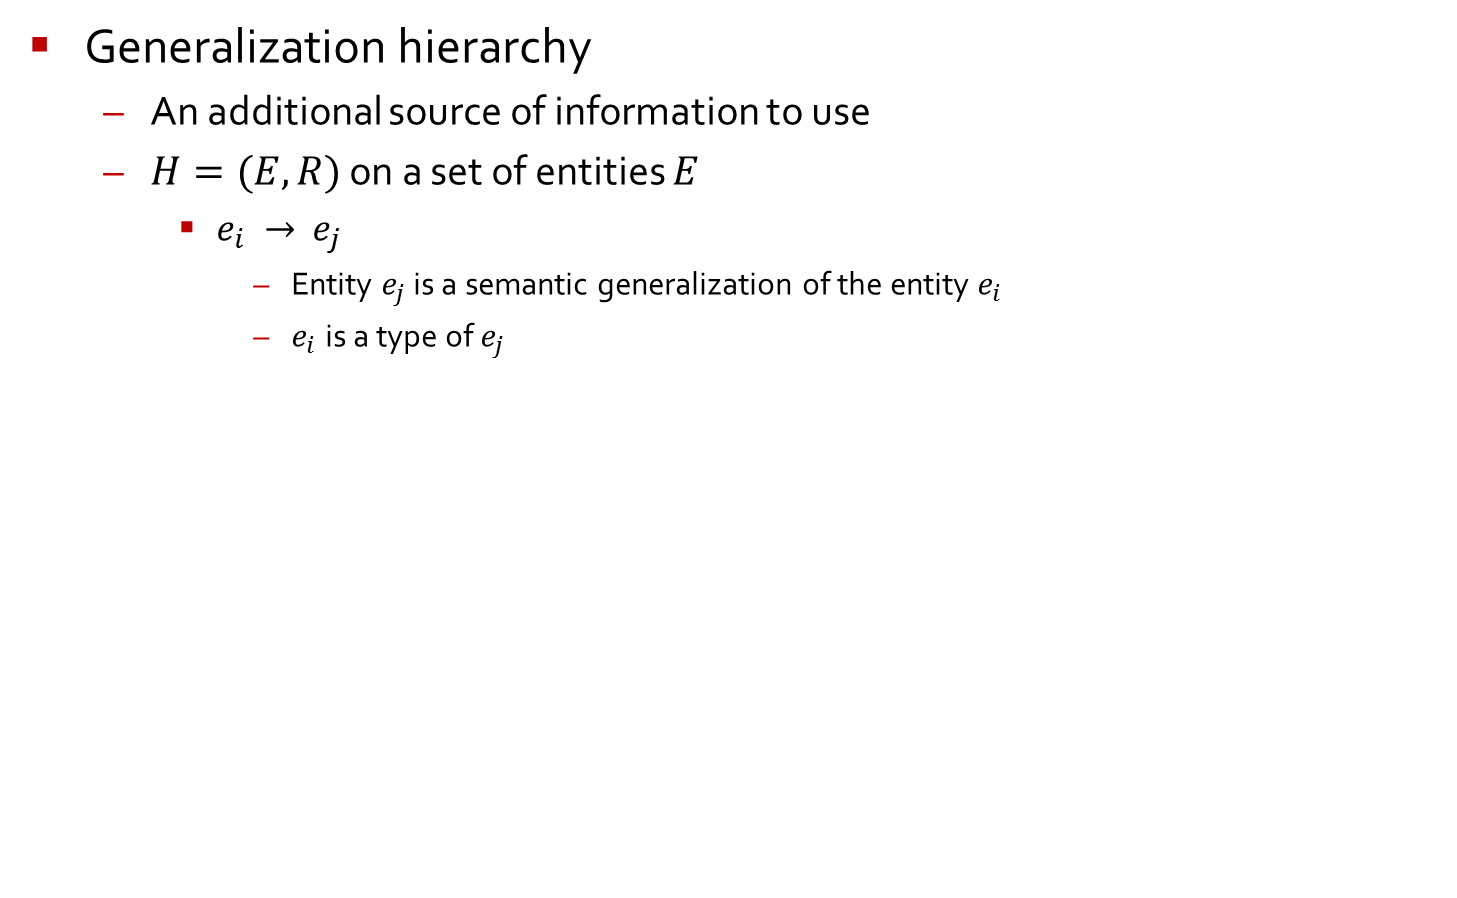 ▪ Generalization hierarchy
– An additional source of information to use
– H = (E, R) on a set of entities E
▪ e_i → e_j
– Entity e_j is a semantic generalization of the entity e_i
– e_i is a type of e_j